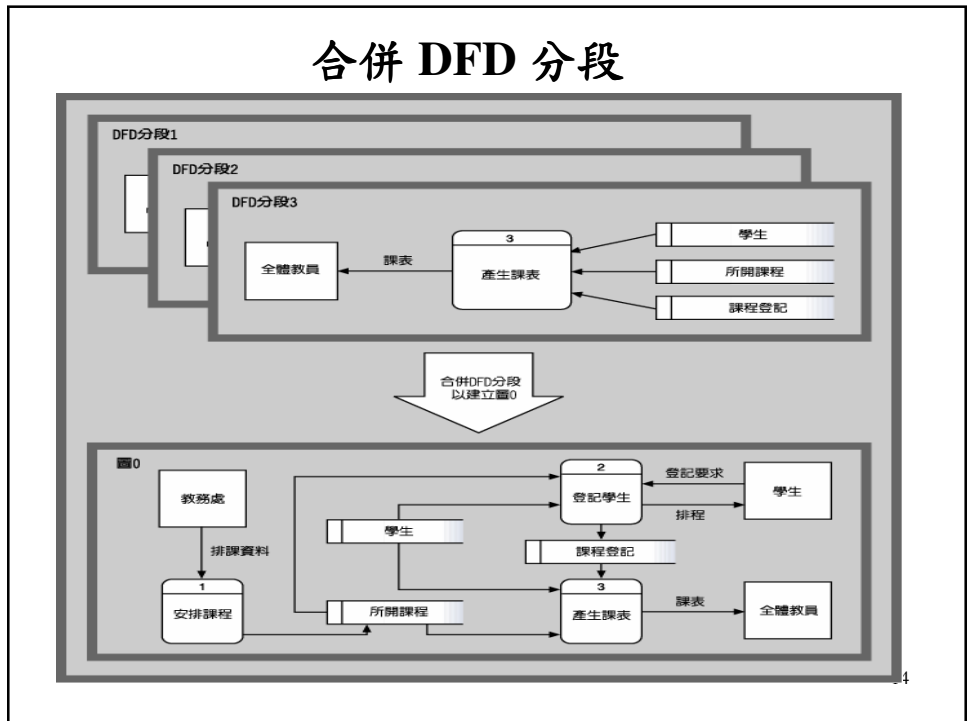 合併 DFD 分段
DFD分段1
DFD分段2
DFD分段3
全體教員
課表
3
產生課表
學生
所開課程
課程登記
合併DFD分段
以建立圖0
圖0
教務處
排課資料
1
安排課程
學生
所開課程
2
登記學生
登記要求
排程
學生
課程登記
3
產生課表
課表
全體教員
4